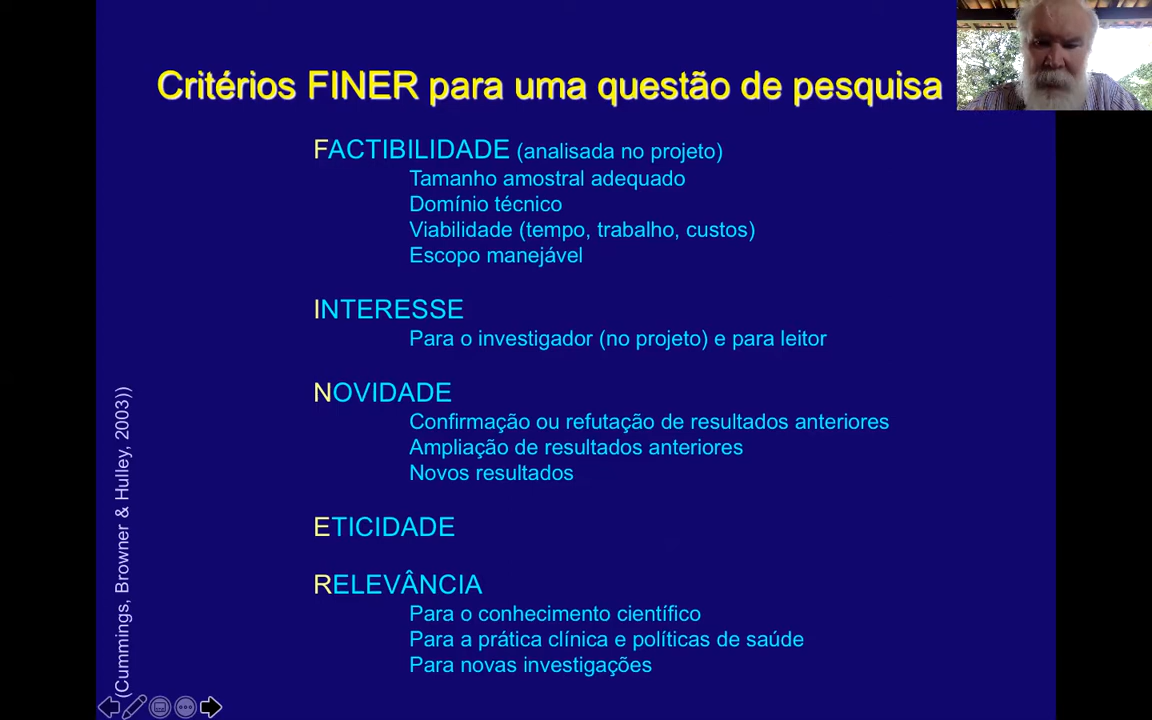 Critérios FINER para uma questão de pesquisa
FACTIBILIDADE (analisada no projeto)
Tamanho amostral adequado
Domínio técnico
Viabilidade (tempo, trabalho, custos)
Escopo manejável
INTERESSE
Para o investigador (no projeto) e para leitor
NOVIDADE
Confirmação ou refutação de resultados anteriores
Ampliação de resultados anteriores
Novos resultados
ETICIDADE
RELEVÂNCIA
Para o conhecimento científico
Para a prática clínica e políticas de saúde
Para novas investigações
(Cummings, Browner & Hulley, 2003))